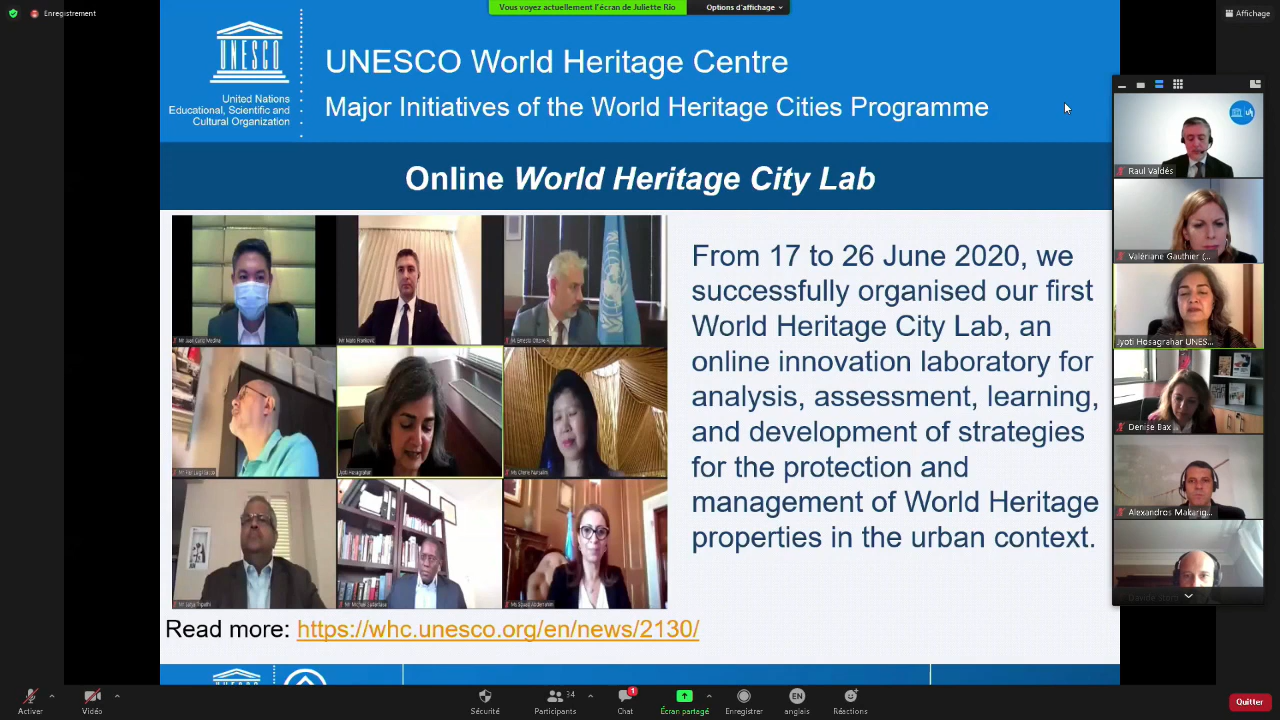 Enregistrement
Vous voyez actuellement l'écran de Juliette Rio
Options d'affichage
Affichage
UNESCO
United Nations
Educational, Scientific and
Cultural Organization
UNESCO World Heritage Centre
Major Initiatives of the World Heritage Cities Programme
Online World Heritage City Lab
From 17 to 26 June 2020, we
successfully organised our first
World Heritage City Lab, an
online innovation laboratory for
analysis, assessment, learning,
and development of strategies
for the protection and
management of World Heritage
properties in the urban context.
Jyoti Hosagrahar
Read more: https://whc.unesco.org/en/news/2130/
Raul Valdés
Valériane Gauthier (...
Jyoti Hosagrahar UNES...
Denise Bax ...
Alexandros Makarig...
UNESCO
Activer
Vidéo
Sécurité
Participants
34
Chat
1
Écran partagé
Enregistrer
EN
anglais
Réactions
Quitter